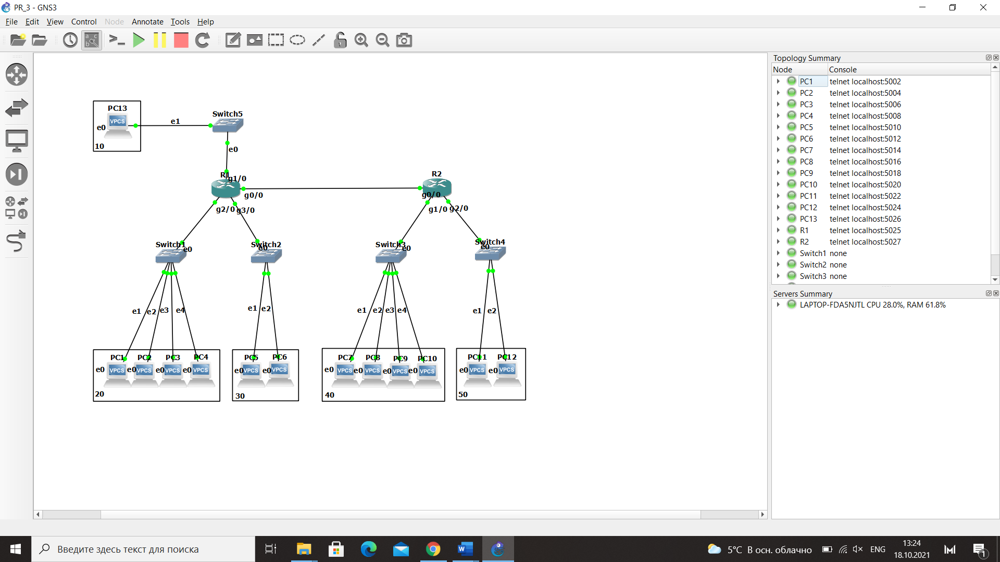 PR_3 - GNS3
File Edit View Control Node Annotate Tools Help
PC13
VPCS
e0
10
e1
Switch5
e0
R1
g1/0
g0/0
g2/0
g3/0
R2
g0/0
g1/0
g2/0
Switch1
e0
Switch2
e0
Switch3
e0
Switch4
e0
e1 e2 e3 e4
e1 e2
e1 e2 e3 e4
e1 e2
PC1 PC2 PC3 PC4
e0 VPCS e0 VPCS e0 VPCS e0 VPCS
20
PC5 PC6
e0 VPCS e0 VPCS
30
PC7 PC8 PC9 PC10
e0 VPCS e0 VPCS e0 VPCS e0 VPCS
40
PC11 PC12
e0 VPCS e0 VPCS
50
Topology Summary
Node Console
PC1 telnet localhost:5002
PC2 telnet localhost:5004
PC3 telnet localhost:5006
PC4 telnet localhost:5008
PC5 telnet localhost:5010
PC6 telnet localhost:5012
PC7 telnet localhost:5014
PC8 telnet localhost:5016
PC9 telnet localhost:5018
PC10 telnet localhost:5020
PC11 telnet localhost:5022
PC12 telnet localhost:5024
PC13 telnet localhost:5026
R1 telnet localhost:5025
R2 telnet localhost:5027
Switch1 none
Switch2 none
Switch3 none
Servers Summary
LAPTOP-FDA5NJTL CPU 28.0%, RAM 61.8%
Введите здесь текст для поиска
5°C В осн. облачно
ENG
13:24
18.10.2021
1